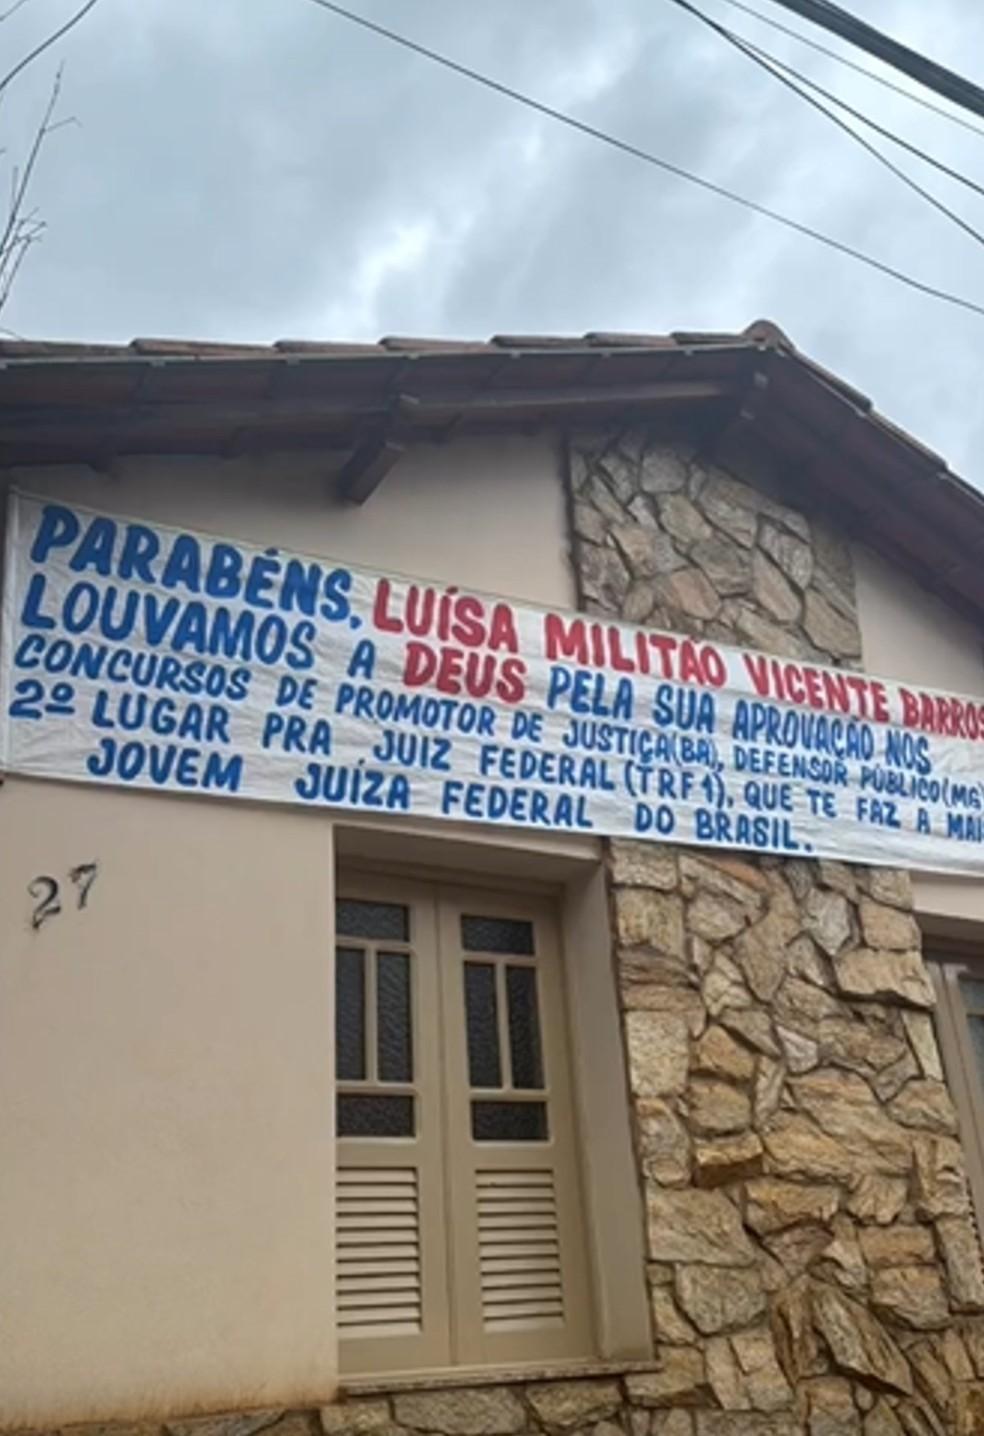 PARABÉNS, LUÍSA MILITÃO VICENTE BARROS
LOUVAMOS A DEUS PELA SUA APROVAÇÃO NOS
CONCURSOS DE PROMOTOR DE JUSTIÇA(BA), DEFENSOR PÚBLICO(MG)
2º LUGAR PRA JUIZ FEDERAL (TRF1), QUE TE FAZ A MAI
JOVEM JUÍZA FEDERAL DO BRASIL.
27